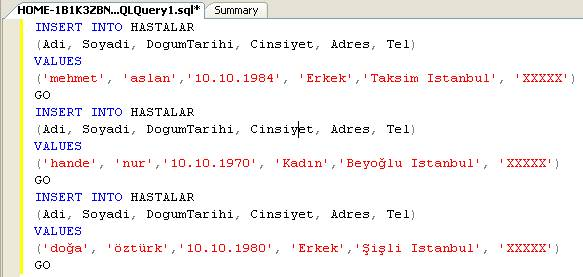 HOME-1B1K3ZBN...QLQuery1.sql* Summary
INSERT INTO HASTALAR
(Adi, Soyadi, DogumTarihi, Cinsiyet, Adres, Tel)
VALUES
('mehmet', 'aslan','10.10.1984', 'Erkek','Taksim Istanbul', 'XXXXX')
GO
INSERT INTO HASTALAR
(Adi, Soyadi, DogumTarihi, Cinsiyet, Adres, Tel)
VALUES
('hande', 'nur','10.10.1970', 'Kadın','Beyoğlu Istanbul', 'XXXXX')
GO
INSERT INTO HASTALAR
(Adi, Soyadi, DogumTarihi, Cinsiyet, Adres, Tel)
VALUES
('doğa', 'öztürk','10.10.1980', 'Erkek','Şişli Istanbul', 'XXXXX')
GO